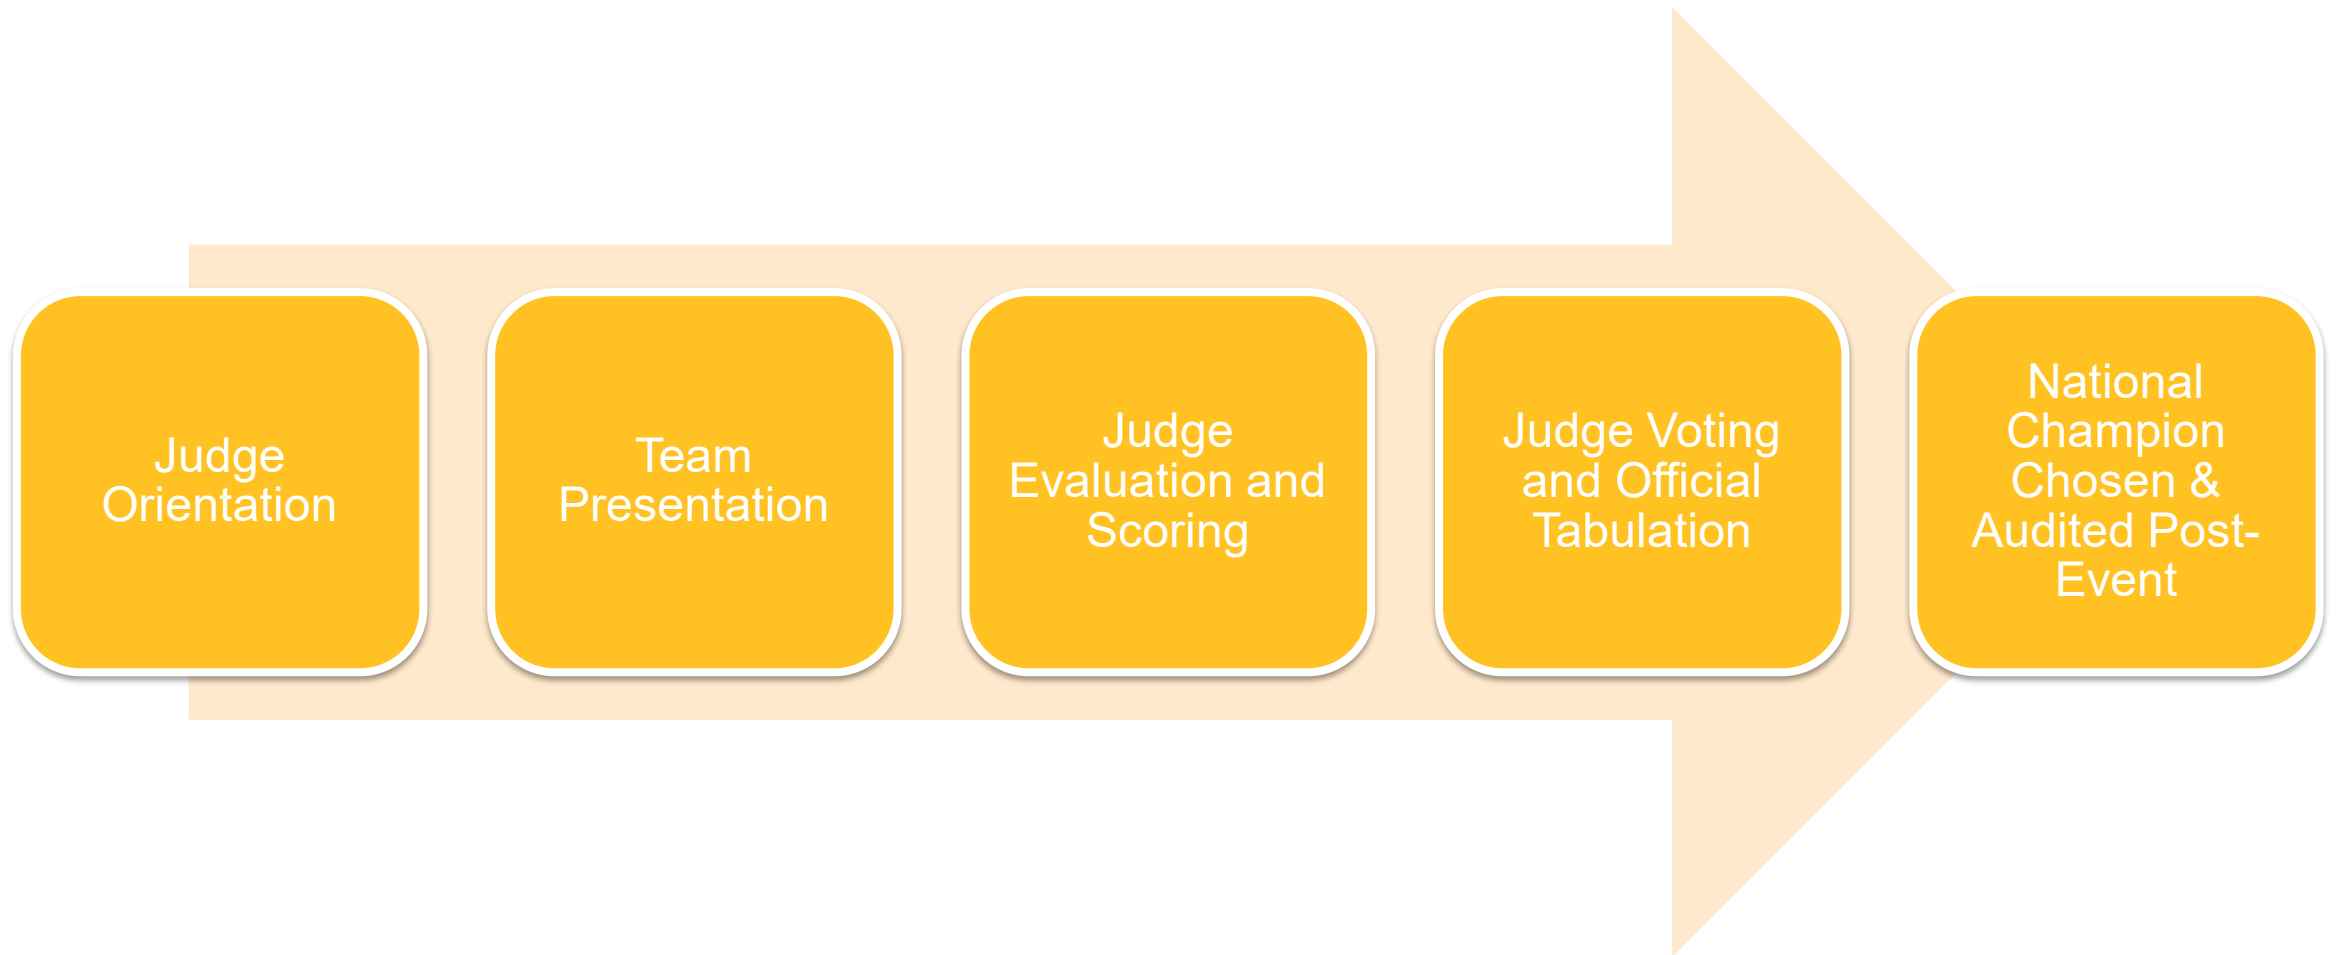 Judge
Orientation
Team
Presentation
Judge
Evaluation and
Scoring
Judge Voting
and Official
Tabulation
National
Champion
Chosen &
Audited Post-
Event